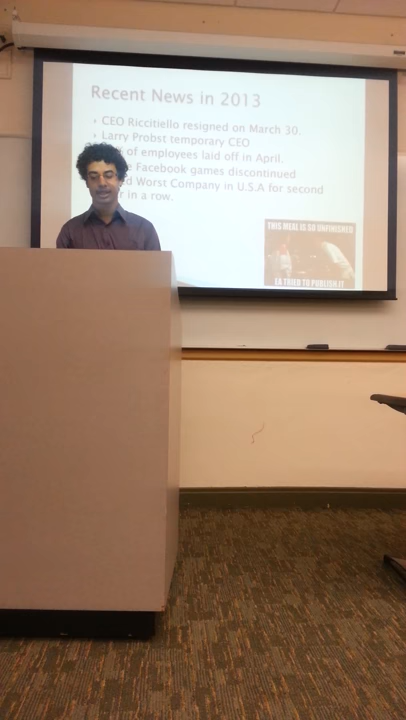 Recent News in 2013
CEO Riccitiello resigned on March 30.
Larry Probst temporary CEO
of employees laid off in April.
Facebook games discontinued
Worst Company in U.S.A for second
in a row.
THIS MEAL IS SO UNFINISHED
EA TRIED TO PUBLISH IT